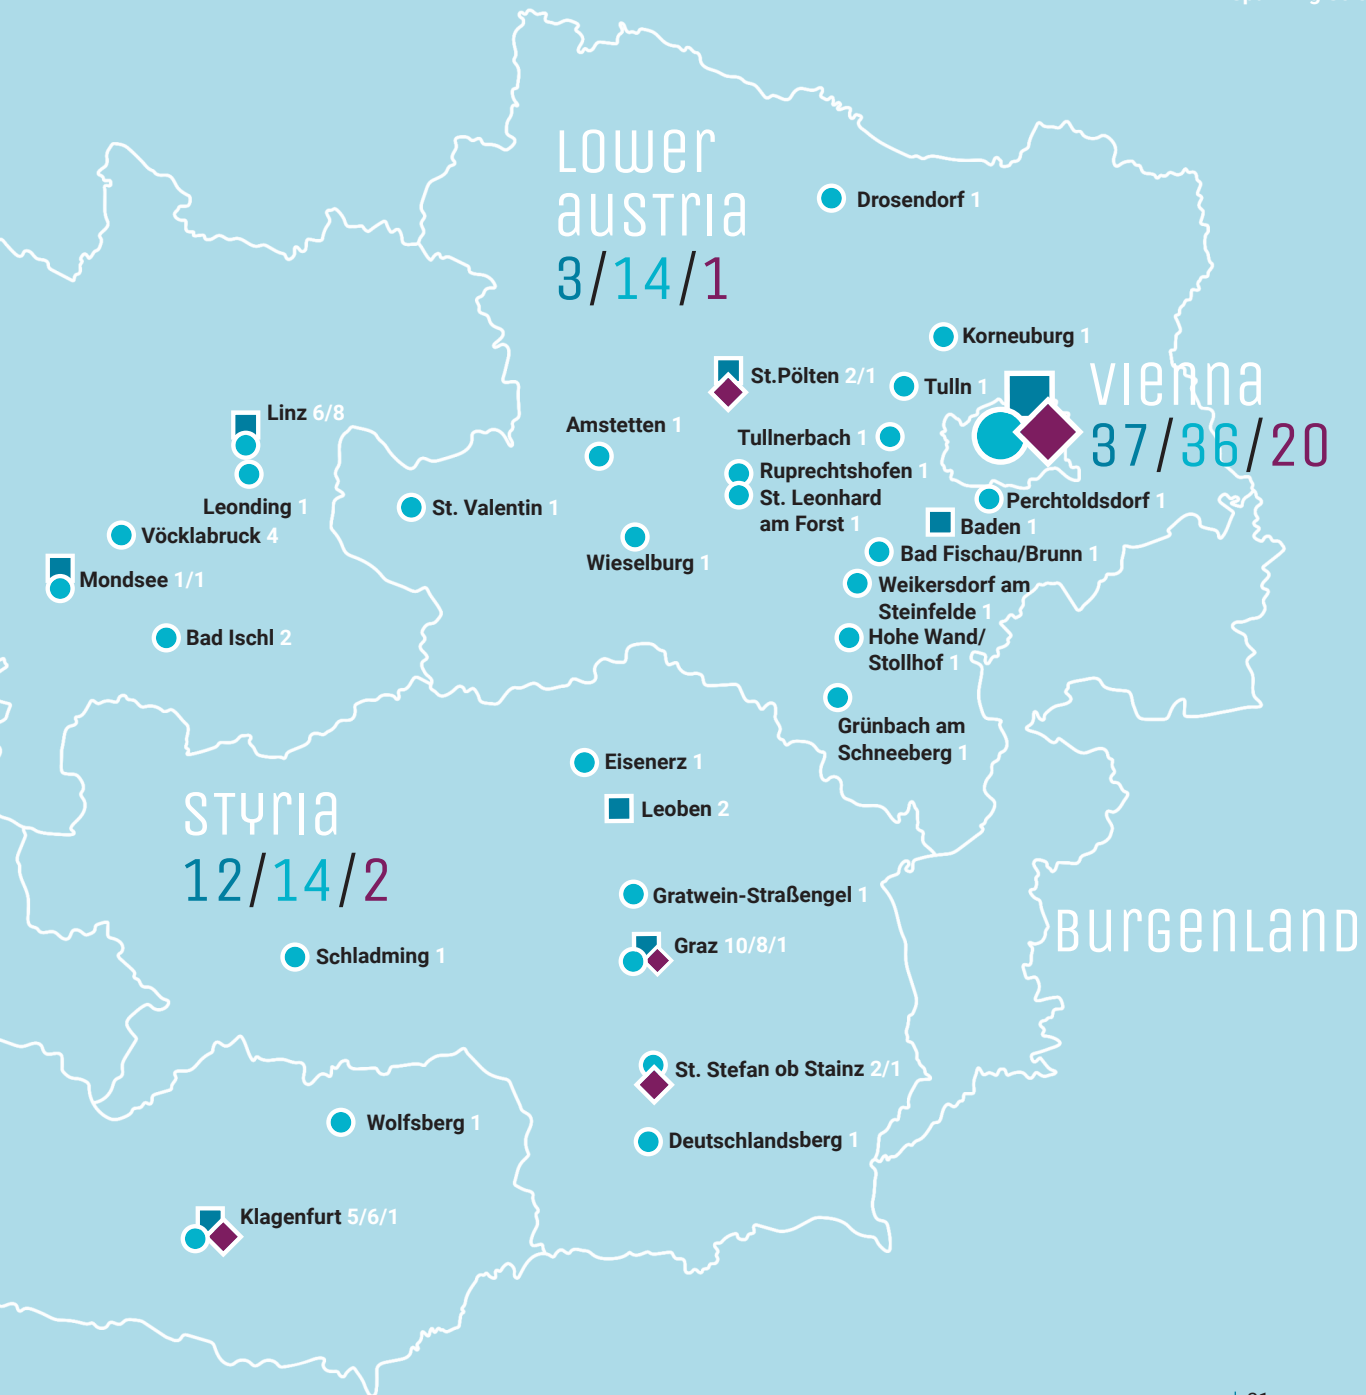 Lower
austria
3/14/1
Drosendorf 1
Korneuburg 1
St.Pölten 2/1
Tulln 1
Vienna
37/36/20
Linz 6/8
Amstetten 1
Tullnerbach 1
Ruprechtshofen 1
St. Leonhard
am Forst 1
Perchtoldsdorf 1
Leonding 1
St. Valentin 1
Baden 1
Vöcklabruck 4
Wieselburg 1
Bad Fischau/Brunn 1
Mondsee 1/1
Weikersdorf am
Steinfelde 1
Bad Ischl 2
Hohe Wand/
Stollhof 1
Grünbach am
Schneeberg 1
Eisenerz 1
Styria
12/14/2
Leoben 2
Gratwein-Straßengel 1
Burgenland
Graz 10/8/1
Schladming 1
St. Stefan ob Stainz 2/1
Wolfsberg 1
Deutschlandsberg 1
Klagenfurt 5/6/1